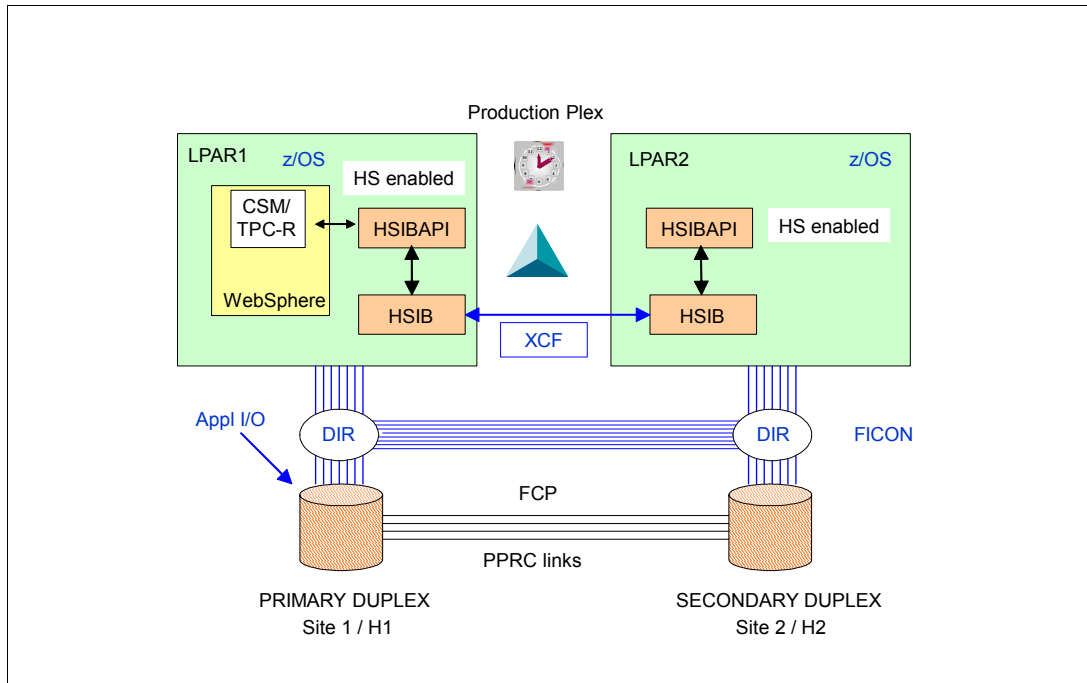 Production Plex
LPAR1
z/OS
HS enabled
CSM/
TPC-R
WebSphere
HSIBAPI
HSIB
XCF
LPAR2
z/OS
HSIBAPI
HS enabled
HSIB
Appl I/O
DIR
DIR
FICON
FCP
PPRC links
PRIMARY DUPLEX
Site 1 / H1
SECONDARY DUPLEX
Site 2 / H2